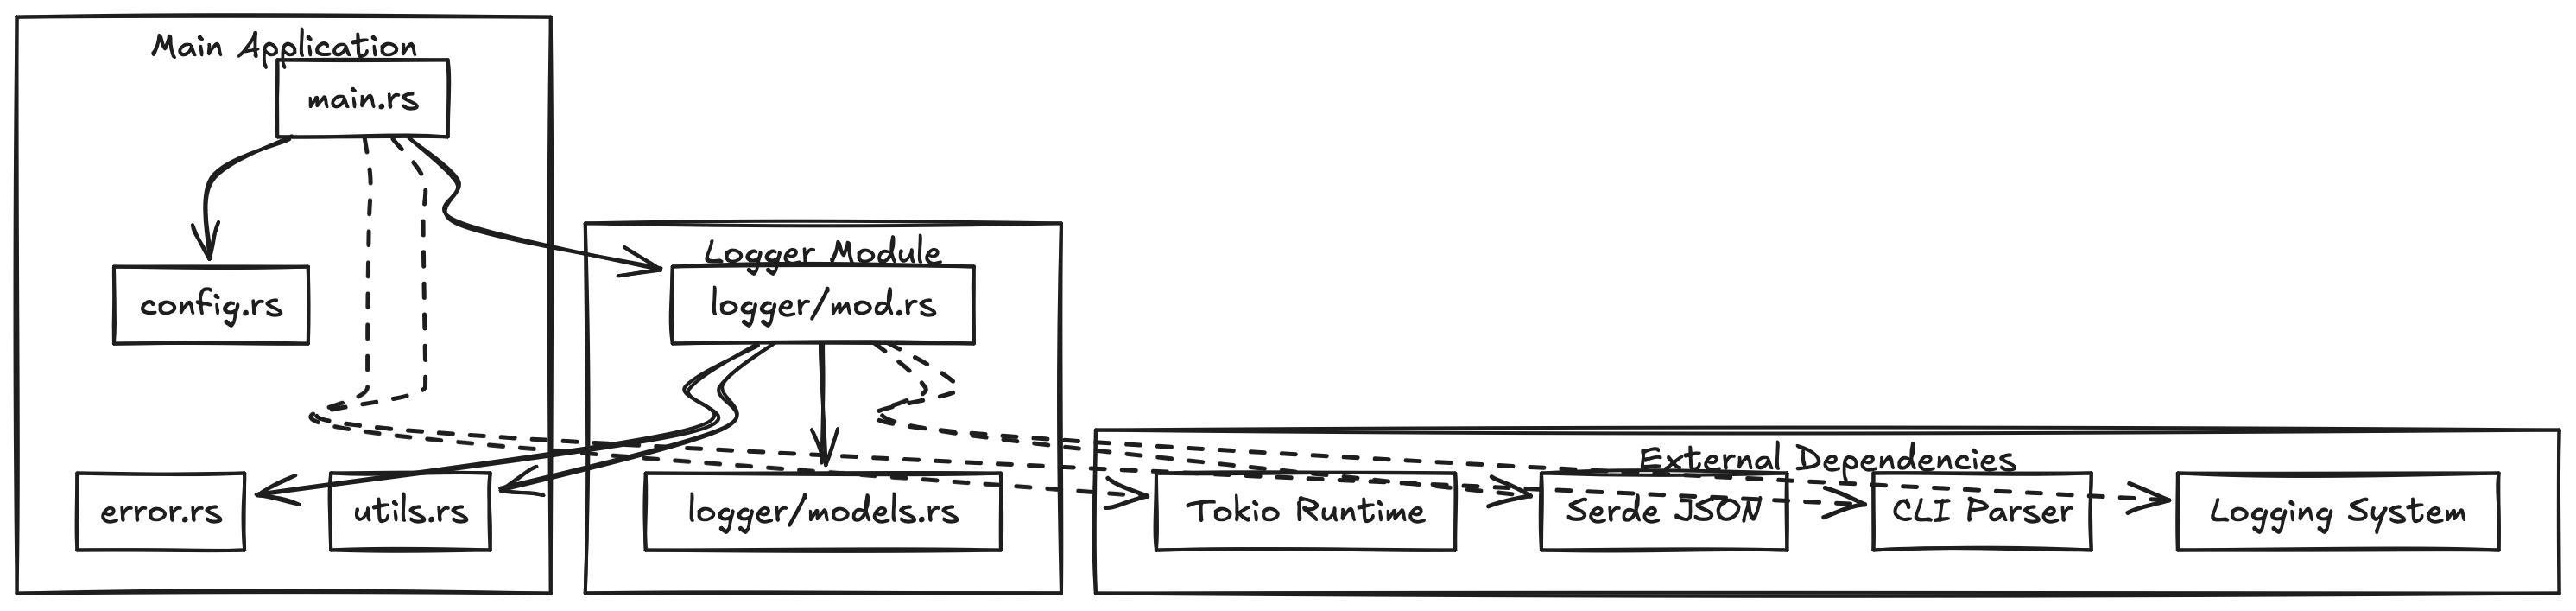 Main Application
main.rs
config.rs
error.rs
utils.rs
Logger Module
logger/mod.rs
logger/models.rs
External Dependencies
Tokio Runtime
Serde JSON
CLI Parser
Logging System